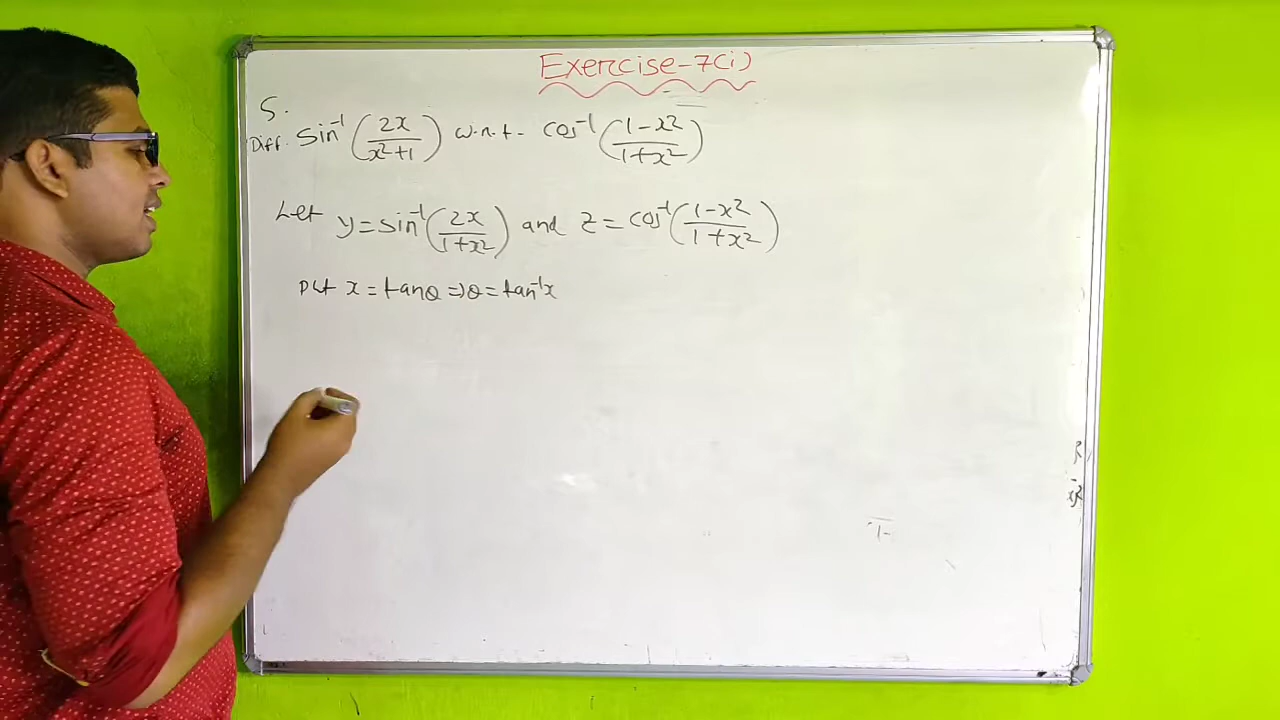 Exercise-7(i)
5.
Diff. sin⁻¹(2x/x²+1) w.r.t. cos⁻¹(1-x²/1+x²)
Let y=sin⁻¹(2x/1+x²) and z=cos⁻¹(1-x²/1+x²)
Put x=tanθ⇒θ=tan⁻¹x